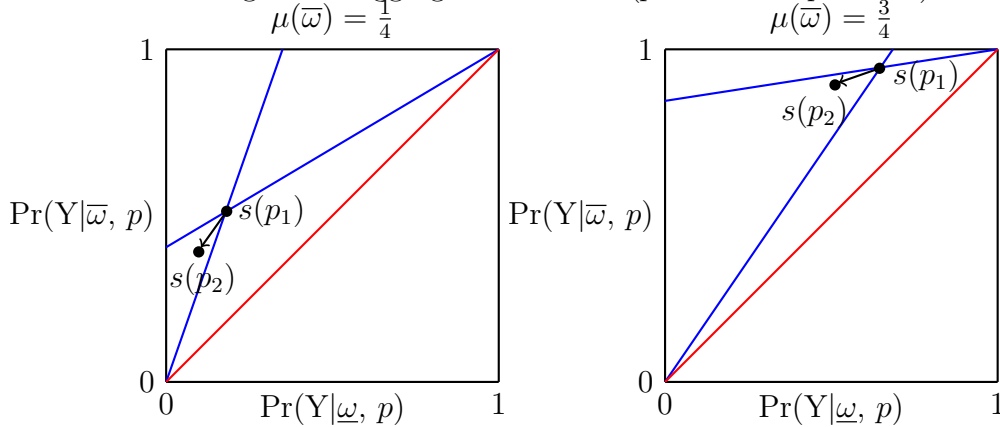 μ(ω̅) = 1/4
1
Pr(Y|ω̅, p)
s(p₁)
s(p₂)
0
0
Pr(Y|ω̲, p)
1
μ(ω̅) = 3/4
1
s(p₁)
s(p₂)
Pr(Y|ω̅, p)
0
0
Pr(Y|ω̲, p)
1